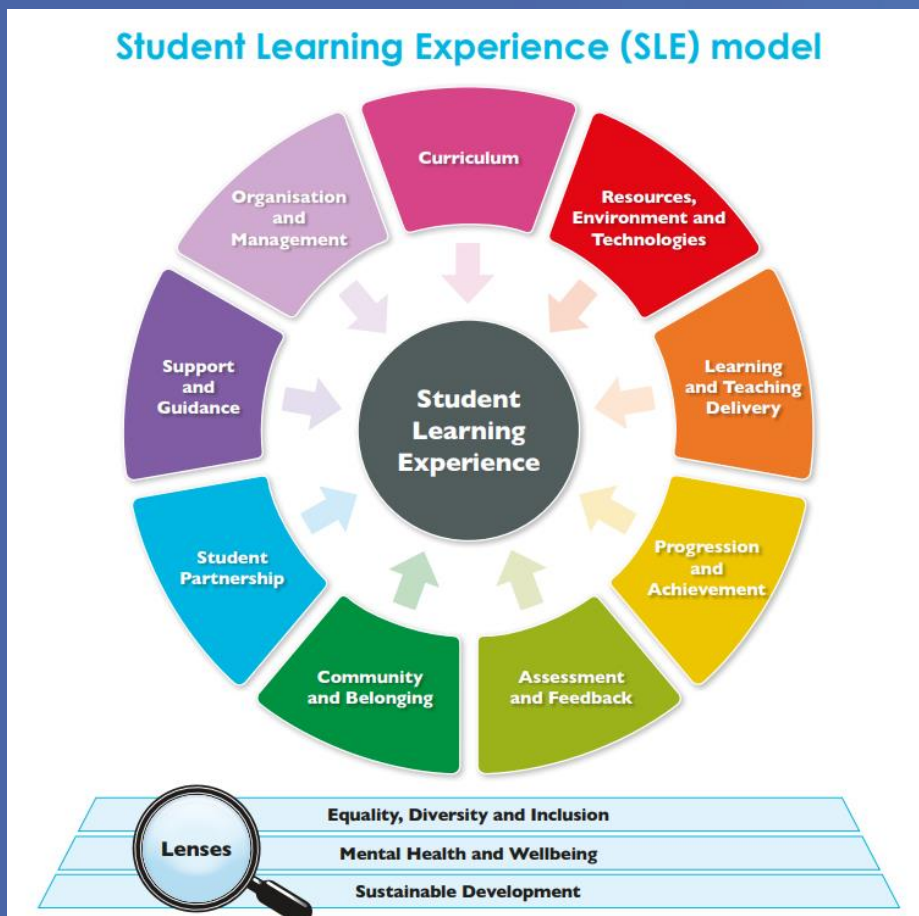 Student Learning Experience (SLE) model
Curriculum
Resources,
Environment and
Technologies
Learning
and Teaching
Delivery
Progression
and
Achievement
Assessment
and Feedback
Community
and Belonging
Student
Partnership
Support
and
Guidance
Organisation
and
Management
Student
Learning
Experience
Lenses
Equality, Diversity and Inclusion
Mental Health and Wellbeing
Sustainable Development